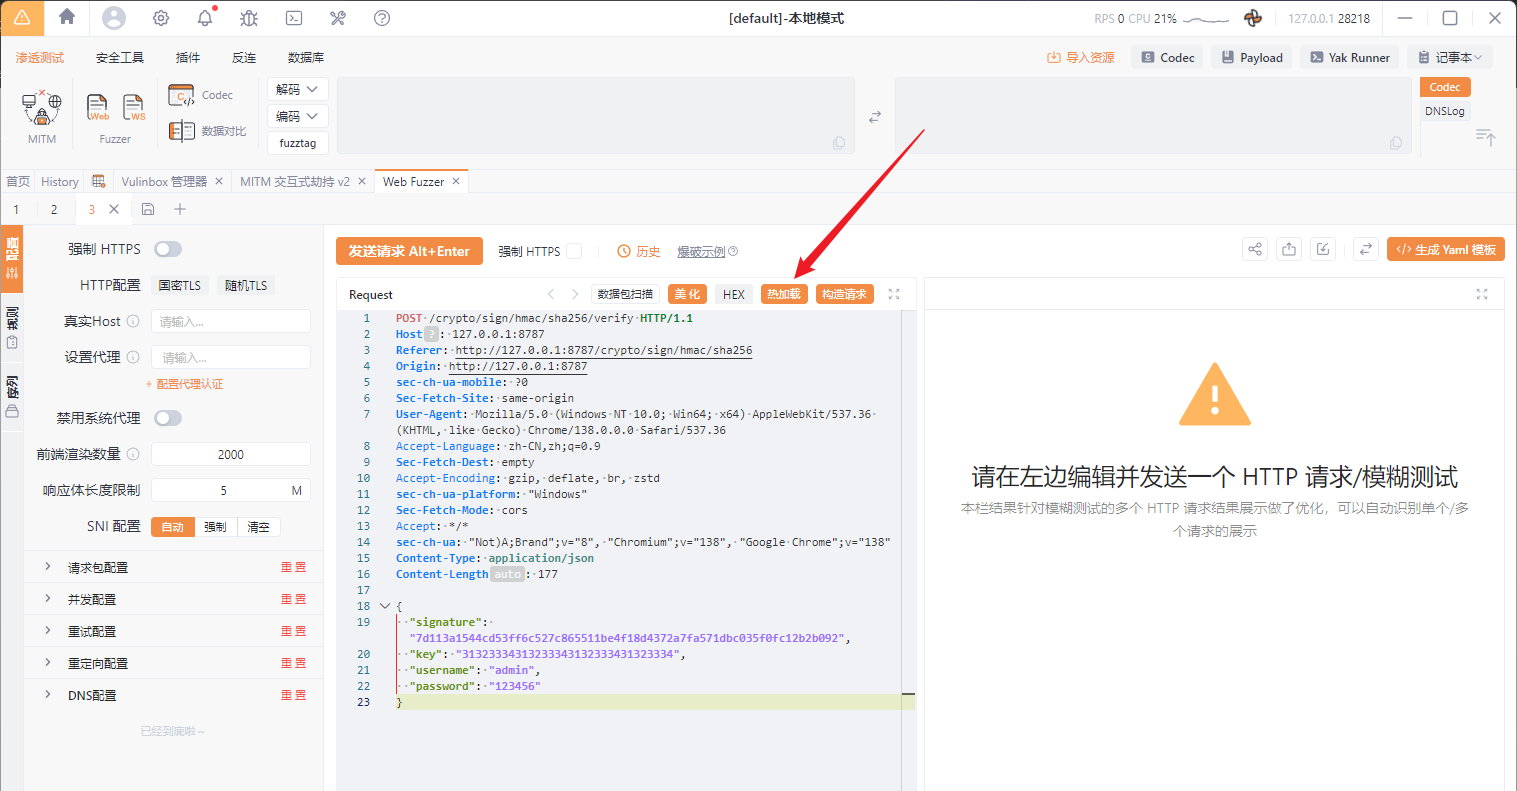 [default]-本地模式
RPS 0 CPU 21%
127.0.0.1 28218
渗透测试 安全工具 插件 反连 数据库
导入资源 Codec Payload Yak Runner 记事本
MITM
Web WS
Fuzzer
Codec
数据对比
解码
编码
fuzztag
Codec
DNSLog
首页 History Vulinbox 管理器 MITM 交互式劫持 v2 Web Fuzzer
1 2 3
配置
规则
序列
强制 HTTPS
HTTP配置 国密TLS 随机TLS
真实Host 请输入...
设置代理 请输入...
+ 配置代理认证
禁用系统代理
前端渲染数量 2000
响应体长度限制 5 M
SNI 配置 自动 强制 清空
请求包配置 重置
并发配置 重置
重试配置 重置
重定向配置 重置
DNS配置 重置
已经到底啦~
发送请求 Alt+Enter 强制 HTTPS 历史 爆破示例
生成 Yaml 模板
Request 数据包扫描 美化 HEX 热加载 构造请求
1 POST /crypto/sign/hmac/sha256/verify HTTP/1.1
2 Host ? : 127.0.0.1:8787
3 Referer: http://127.0.0.1:8787/crypto/sign/hmac/sha256
4 Origin: http://127.0.0.1:8787
5 sec-ch-ua-mobile: ?0
6 Sec-Fetch-Site: same-origin
7 User-Agent: Mozilla/5.0 (Windows NT 10.0; Win64; x64) AppleWebKit/537.36
(KHTML, like Gecko) Chrome/138.0.0.0 Safari/537.36
8 Accept-Language: zh-CN,zh;q=0.9
9 Sec-Fetch-Dest: empty
10 Accept-Encoding: gzip, deflate, br, zstd
11 sec-ch-ua-platform: "Windows"
12 Sec-Fetch-Mode: cors
13 Accept: */*
14 sec-ch-ua: "Not)A;Brand";v="8", "Chromium";v="138", "Google Chrome";v="138"
15 Content-Type: application/json
16 Content-Length auto : 177
17
18 {
19 "signature":
"7d113a1544cd53ff6c527c865511be4f18d4372a7fa571dbc035f0fc12b2b092",
20 "key": "31323334313233343132333431323334",
21 "username": "admin",
22 "password": "123456"
23 }
请在左边编辑并发送一个 HTTP 请求/模糊测试
本栏结果针对模糊测试的多个 HTTP 请求结果展示做了优化，可以自动识别单个/多
个请求的展示